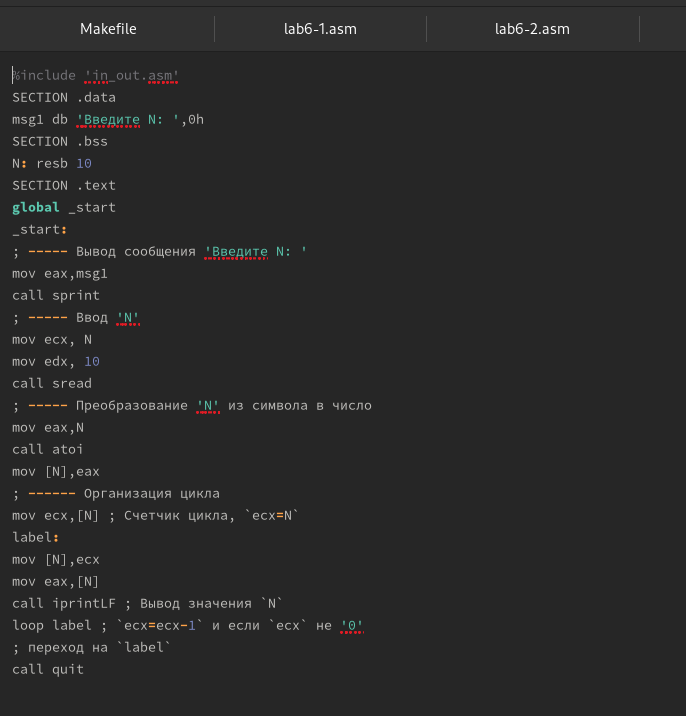 Makefile lab6-1.asm lab6-2.asm
%include 'in_out.asm'
SECTION .data
msg1 db 'Введите N: ',0h
SECTION .bss
N: resb 10
SECTION .text
global _start
_start:
; ----- Вывод сообщения 'Введите N: '
mov eax,msg1
call sprint
; ----- Ввод 'N'
mov ecx, N
mov edx, 10
call sread
; ----- Преобразование 'N' из символа в число
mov eax,N
call atoi
mov [N],eax
; ------ Организация цикла
mov ecx,[N] ; Счетчик цикла, `ecx=N`
label:
mov [N],ecx
mov eax,[N]
call iprintLF ; Вывод значения `N`
loop label ; `ecx=ecx-1` и если `ecx` не '0'
; переход на `label`
call quit